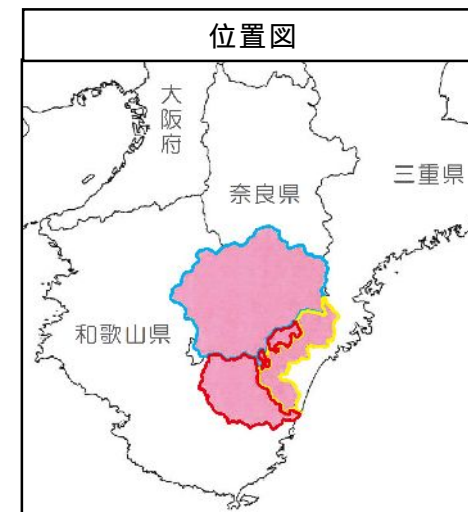 位置図
大阪府
奈良県
三重県
和歌山県